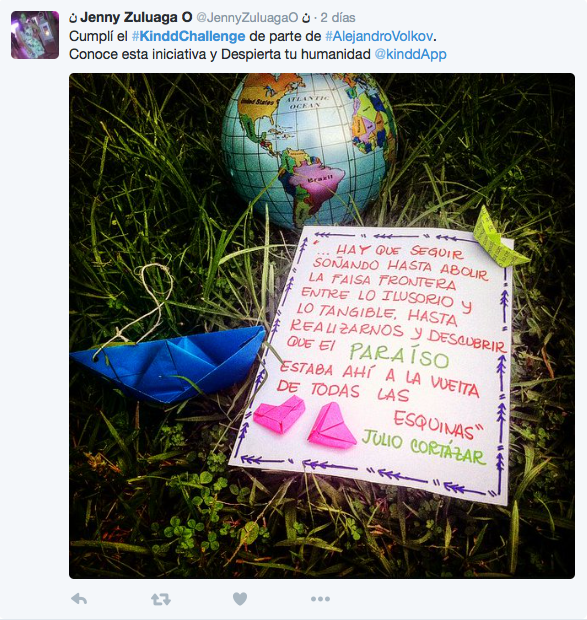 ن Jenny Zuluaga O @JennyZuluagaO ن · 2 días
Cumplí el #KinddChallenge de parte de #AlejandroVolkov.
Conoce esta iniciativa y Despierta tu humanidad @kinddApp
United States
ATLANTIC
OCEAN
Brazil
"... HAY QUE SEGUIR
SOÑANDO HASTA ABOLIR
LA FALSA FRONTERA
ENTRE LO ILUSORIO Y
LO TANGIBLE, HASTA
REALIZARNOS Y DESCUBRIR
QUE El PARAÍSO
ESTABA AHÍ A LA VUELTA
DE TODAS LAS
ESQUINAS"
JULIO CORTÁZAR